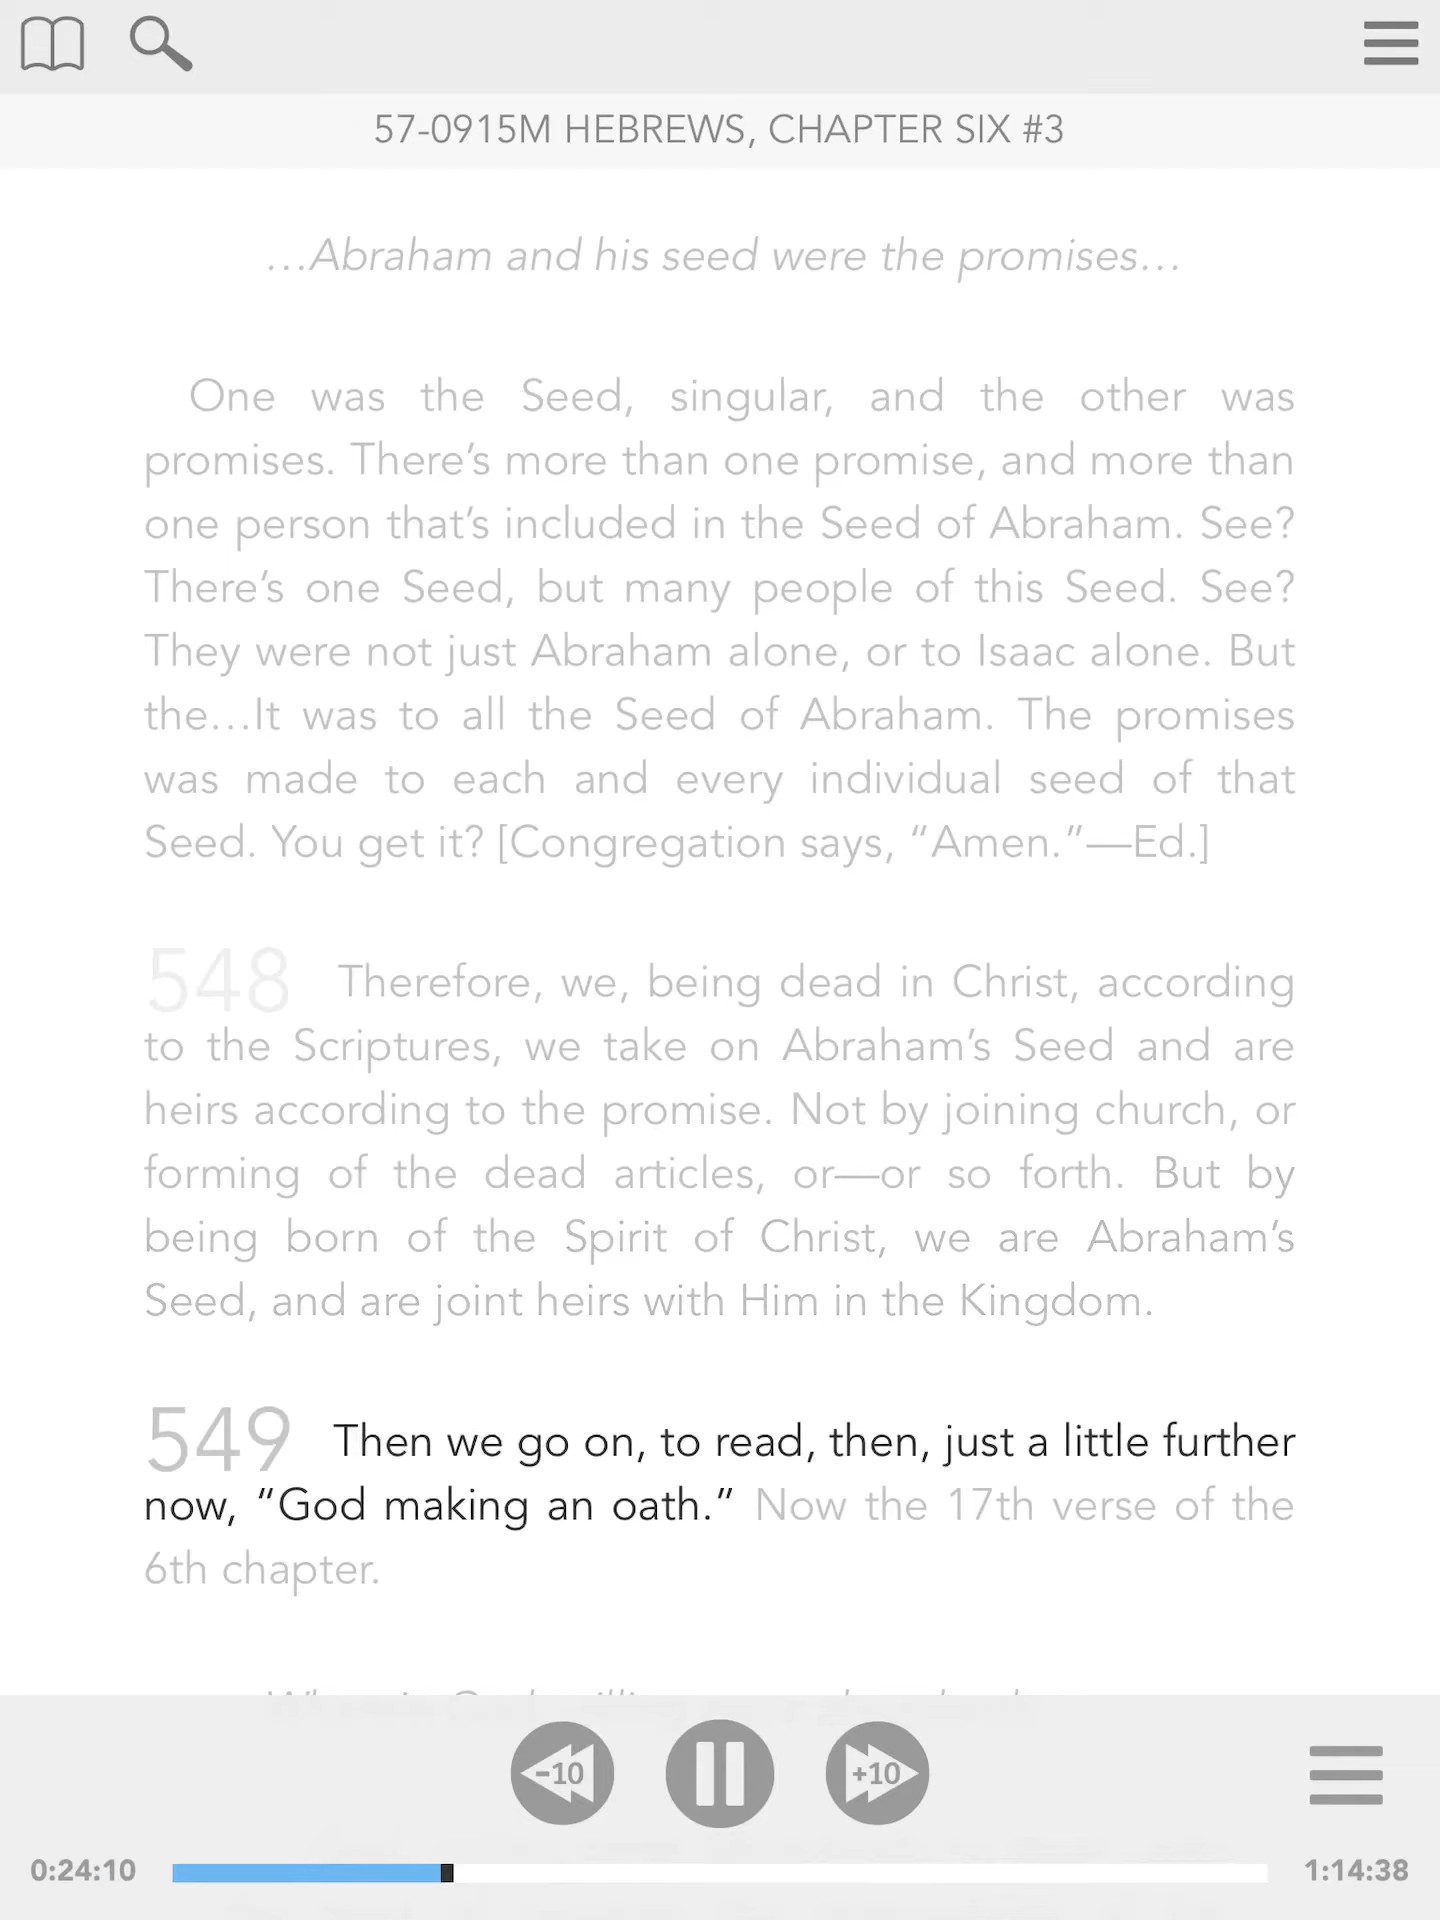 57-0915M HEBREWS, CHAPTER SIX #3
…Abraham and his seed were the promises…
One was the Seed, singular, and the other was
promises. There’s more than one promise, and more than
one person that’s included in the Seed of Abraham. See?
There’s one Seed, but many people of this Seed. See?
They were not just Abraham alone, or to Isaac alone. But
the…It was to all the Seed of Abraham. The promises
was made to each and every individual seed of that
Seed. You get it? [Congregation says, “Amen.”—Ed.]
548 Therefore, we, being dead in Christ, according
to the Scriptures, we take on Abraham’s Seed and are
heirs according to the promise. Not by joining church, or
forming of the dead articles, or—or so forth. But by
being born of the Spirit of Christ, we are Abraham’s
Seed, and are joint heirs with Him in the Kingdom.
549 Then we go on, to read, then, just a little further
now, “God making an oath.” Now the 17th verse of the
6th chapter.
-10 +10
0:24:10 1:14:38